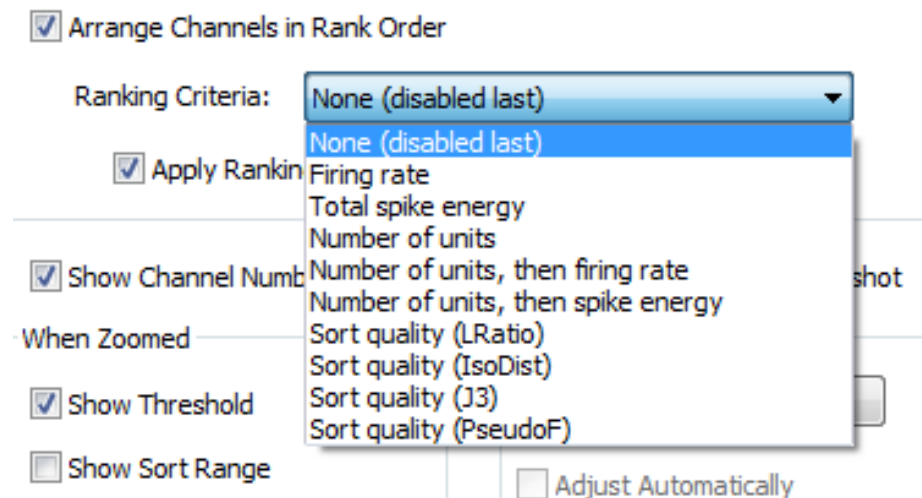 Arrange Channels in Rank Order
Ranking Criteria: None (disabled last)
None (disabled last)
Apply Rankin
Firing rate
Total spike energy
Number of units
Show Channel Numb
Number of units, then firing rate
shot
Number of units, then spike energy
When Zoomed
Sort quality (LRatio)
Sort quality (IsoDist)
Show Threshold
Sort quality (J3)
Sort quality (PseudoF)
Show Sort Range
Adjust Automatically